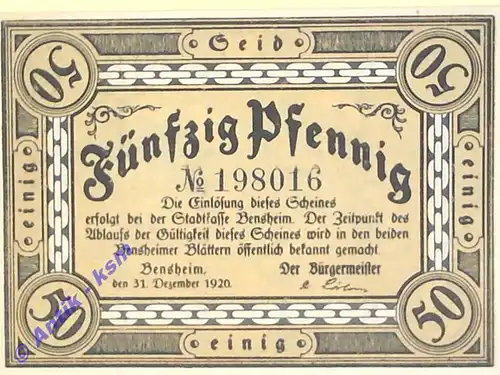 Seid
50 50
einig
einig
Fünfzig Pfennig
№ 198016
Die Einlösung dieses Scheines
erfolgt bei der Stadtkasse Bensheim. Der Zeitpunkt des
Ablaufs der Gültigkeit dieses Scheines wird in den beiden
Bensheimer Blättern öffentlich bekannt gemacht.
Bensheim, Der Bürgermeister
den 31. Dezember 1920.
50 50
einig
© Antik - ksm